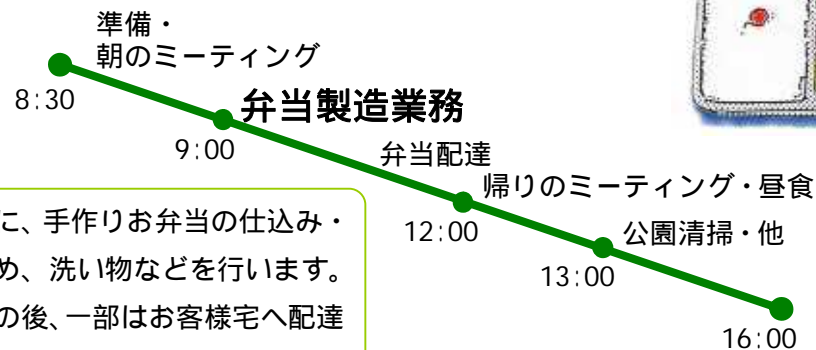 準備・
朝のミーティング
8:30
弁当製造業務
9:00
弁当配達
帰りのミーティング・昼食
12:00
公園清掃・他
13:00
16:00
に、手作りお弁当の仕込み・
め、洗い物などを行います。
の後、一部はお客様宅へ配達